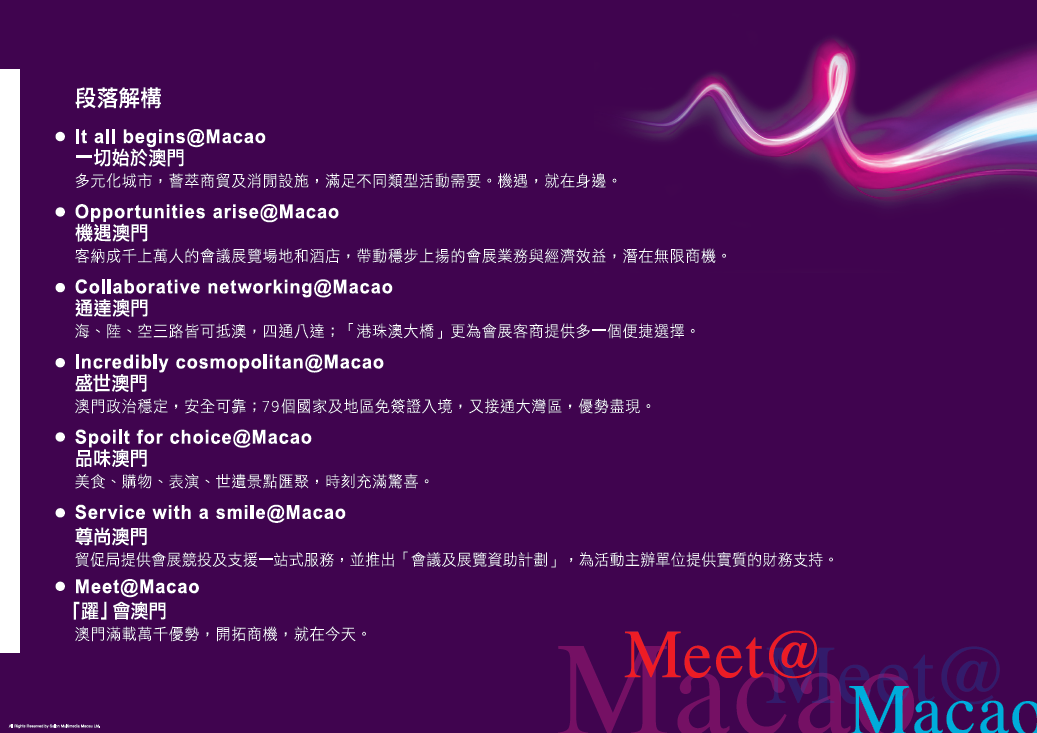 段落解構
● It all begins@Macao
一切始於澳門
多元化城市，薈萃商貿及消閒設施，滿足不同類型活動需要。機遇，就在身邊。
● Opportunities arise@Macao
機遇澳門
客納成千上萬人的會議展覽場地和酒店，帶動穩步上揚的會展業務與經濟效益，潛在無限商機。
● Collaborative networking@Macao
通達澳門
海、陸、空三路皆可抵澳，四通八達；「港珠澳大橋」更為會展客商提供多一個便捷選擇。
● Incredibly cosmopolitan@Macao
盛世澳門
澳門政治穩定，安全可靠；79個國家及地區免簽證入境，又接通大灣區，優勢盡現。
● Spoilt for choice@Macao
品味澳門
美食、購物、表演、世遺景點匯聚，時刻充滿驚喜。
● Service with a smile@Macao
尊尚澳門
貿促局提供會展競投及支援一站式服務，並推出「會議及展覽資助計劃」，為活動主辦單位提供實質的財務支持。
● Meet@Macao
「躍」會澳門
澳門滿載萬千優勢，開拓商機，就在今天。
Meet@
Macao
Meet@
Macao
All Rights Reserved by Multimedia Macau Ltd.